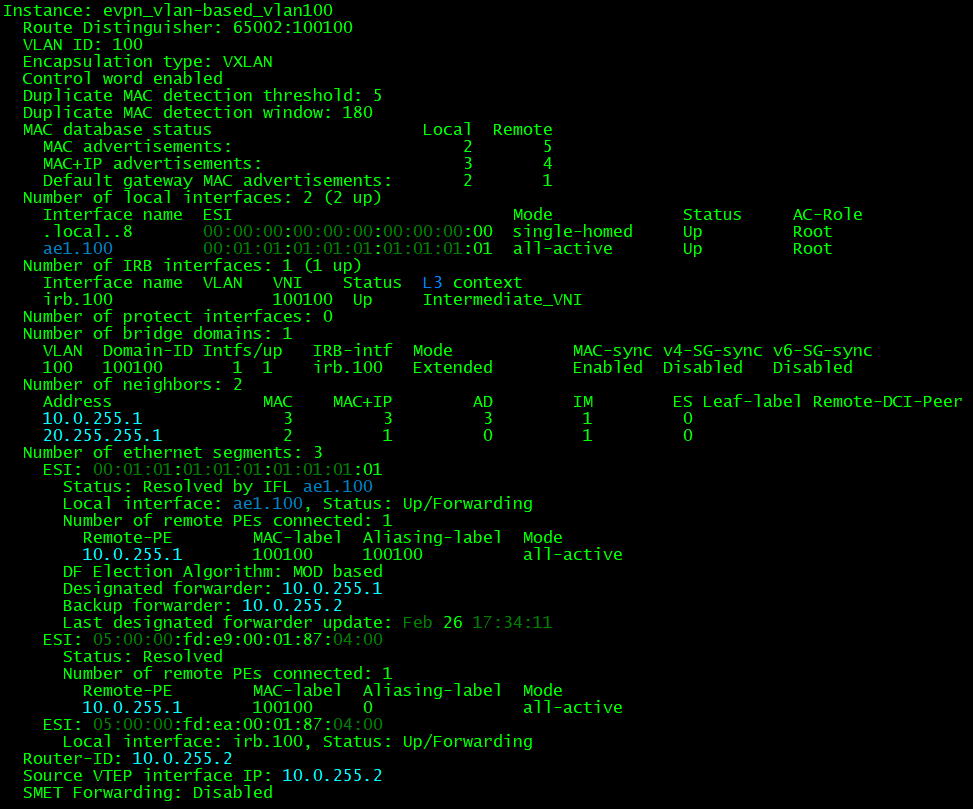 Instance: evpn_vlan-based_vlan100
  Route Distinguisher: 65002:100100
  VLAN ID: 100
  Encapsulation type: VXLAN
  Control word enabled
  Duplicate MAC detection threshold: 5
  Duplicate MAC detection window: 180
  MAC database status                     Local  Remote
    MAC advertisements:                       2       5
    MAC+IP advertisements:                    3       4
    Default gateway MAC advertisements:       2       1
  Number of local interfaces: 2 (2 up)
    Interface name  ESI                            Mode             Status     AC-Role
    .local..8       00:00:00:00:00:00:00:00:00:00  single-homed     Up         Root
    ae1.100         00:01:01:01:01:01:01:01:01:01  all-active       Up         Root
  Number of IRB interfaces: 1 (1 up)
    Interface name  VLAN   VNI    Status  L3 context
    irb.100                100100  Up     Intermediate_VNI
  Number of protect interfaces: 0
  Number of bridge domains: 1
    VLAN  Domain-ID Intfs/up   IRB-intf  Mode            MAC-sync v4-SG-sync v6-SG-sync
    100   100100       1  1    irb.100   Extended        Enabled  Disabled   Disabled
  Number of neighbors: 2
    Address               MAC    MAC+IP        AD        IM        ES Leaf-label Remote-DCI-Peer
    10.0.255.1              3         3         3         1         0
    20.255.255.1            2         1         0         1         0
  Number of ethernet segments: 3
    ESI: 00:01:01:01:01:01:01:01:01:01
      Status: Resolved by IFL ae1.100
      Local interface: ae1.100, Status: Up/Forwarding
      Number of remote PEs connected: 1
        Remote-PE        MAC-label  Aliasing-label  Mode
        10.0.255.1       100100     100100          all-active
      DF Election Algorithm: MOD based
      Designated forwarder: 10.0.255.1
      Backup forwarder: 10.0.255.2
      Last designated forwarder update: Feb 26 17:34:11
    ESI: 05:00:00:fd:e9:00:01:87:04:00
      Status: Resolved
      Number of remote PEs connected: 1
        Remote-PE        MAC-label  Aliasing-label  Mode
        10.0.255.1       100100     0               all-active
    ESI: 05:00:00:fd:ea:00:01:87:04:00
      Local interface: irb.100, Status: Up/Forwarding
  Router-ID: 10.0.255.2
  Source VTEP interface IP: 10.0.255.2
  SMET Forwarding: Disabled